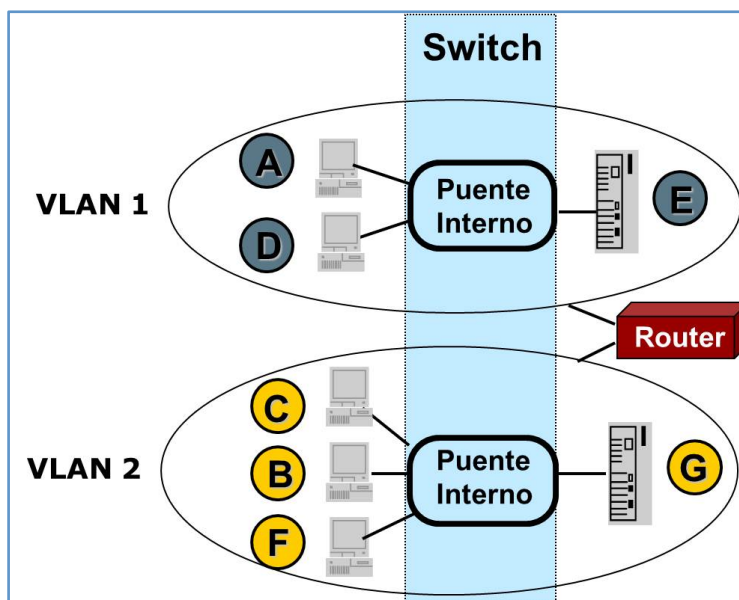 Switch
A
Puente
Interno
E
VLAN 1
D
Router
C
VLAN 2
B
Puente
Interno
G
F